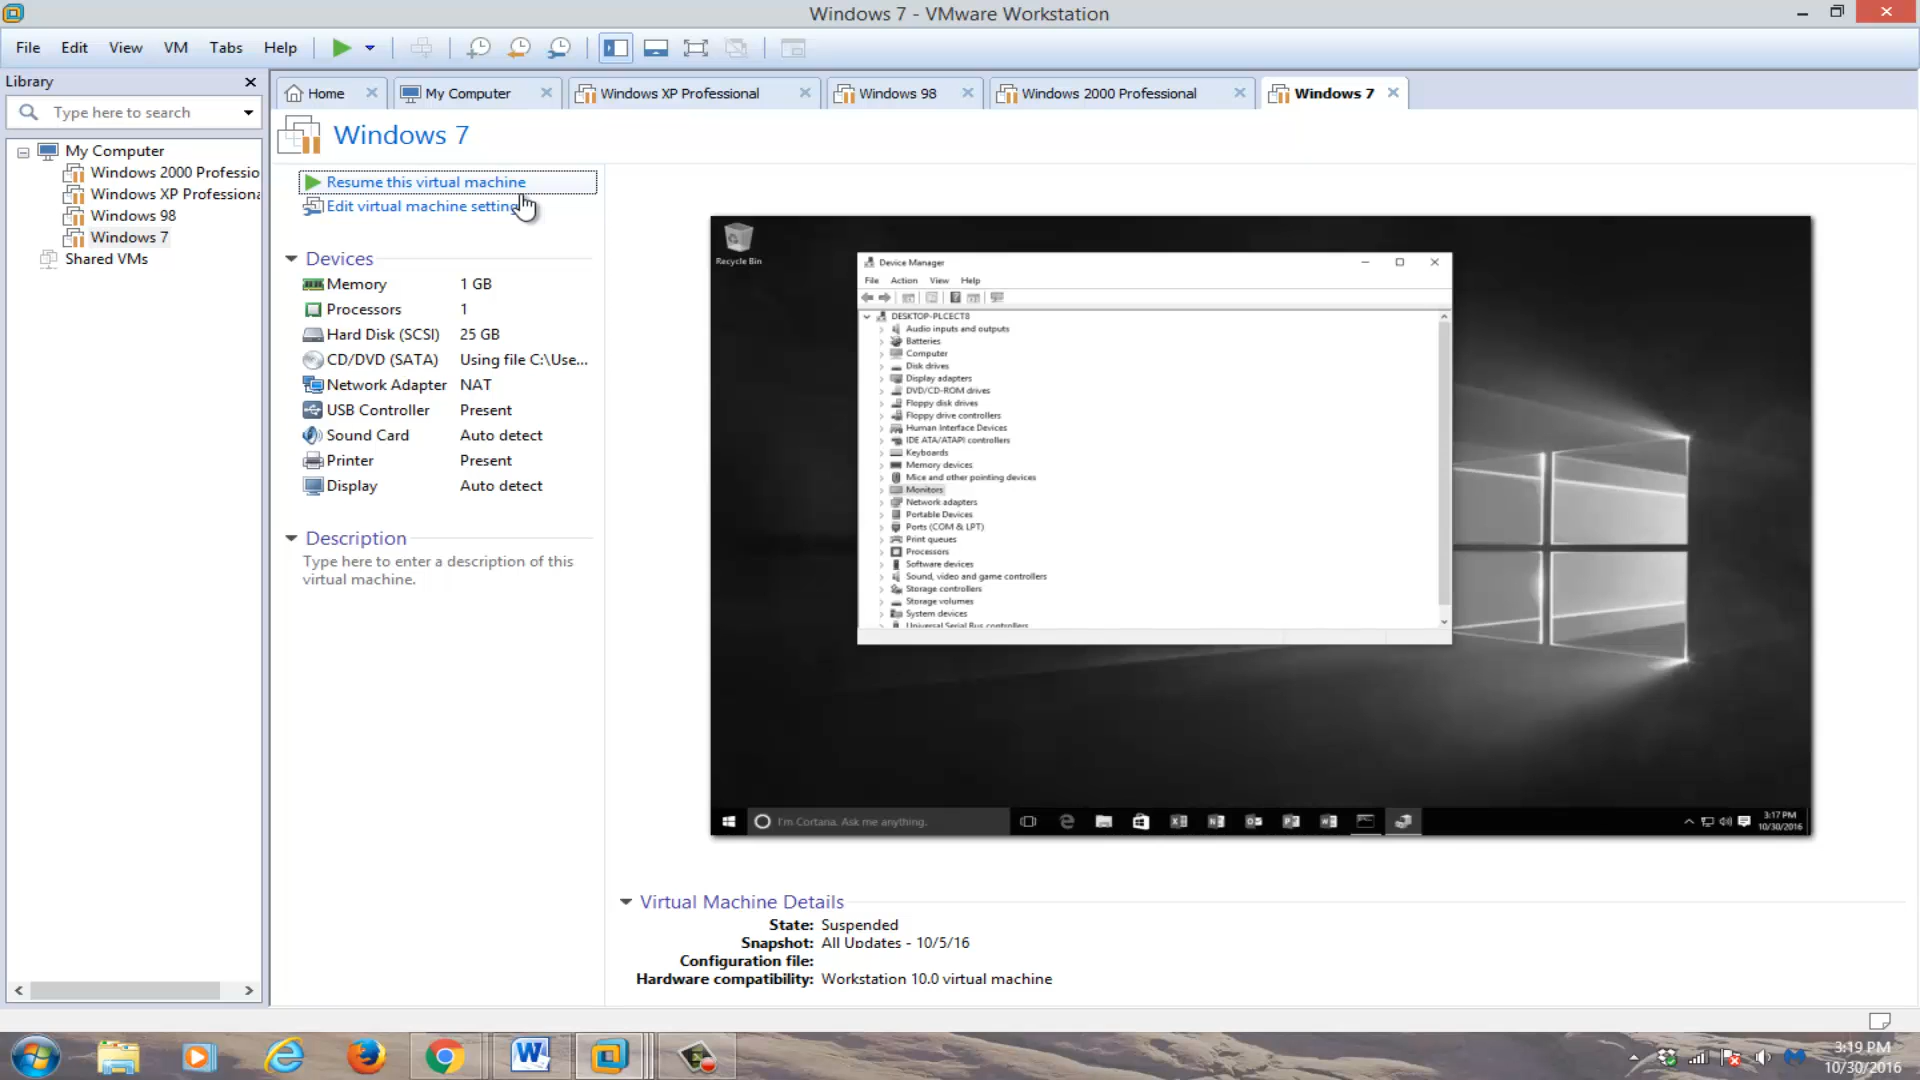 Windows 7 - VMware Workstation
File Edit View VM Tabs Help
Library
Home My Computer Windows XP Professional Windows 98 Windows 2000 Professional Windows 7
Type here to search
Windows 7
My Computer
Windows 2000 Professio
Windows XP Professiona
Windows 98
Windows 7
Shared VMs
Resume this virtual machine
Edit virtual machine setting
Devices
Memory 1 GB
Processors 1
Hard Disk (SCSI) 25 GB
CD/DVD (SATA) Using file C:\Use...
Network Adapter NAT
USB Controller Present
Sound Card Auto detect
Printer Present
Display Auto detect
Description
Type here to enter a description of this
virtual machine.
Recycle Bin
Device Manager
File Action View Help
DESKTOP-PLCECT8
Audio inputs and outputs
Batteries
Computer
Disk drives
Display adapters
DVD/CD-ROM drives
Floppy disk drives
Floppy drive controllers
Human Interface Devices
IDE ATA/ATAPI controllers
Keyboards
Memory devices
Mice and other pointing devices
Monitors
Network adapters
Portable Devices
Ports (COM & LPT)
Print queues
Processors
Software devices
Sound, video and game controllers
Storage controllers
Storage volumes
System devices
Universal Serial Bus controllers
I'm Cortana. Ask me anything.
3:17 PM
10/30/2016
Virtual Machine Details
State: Suspended
Snapshot: All Updates - 10/5/16
Configuration file:
Hardware compatibility: Workstation 10.0 virtual machine
3:19 PM
10/30/2016